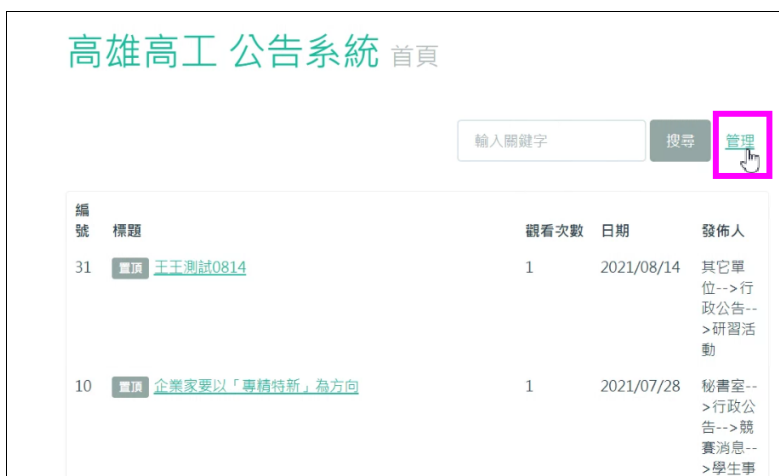 高雄高工 公告系統 首頁
輸入關鍵字 搜尋 管理
編
號 標題 觀看次數 日期 發佈人
31 置頂 王王測試0814 1 2021/08/14 其它單
位-->行
政公告--
>研習活
動
10 置頂 企業家要以「專精特新」為方向 1 2021/07/28 秘書室--
>行政公
告-->競
賽消息--
>學生事